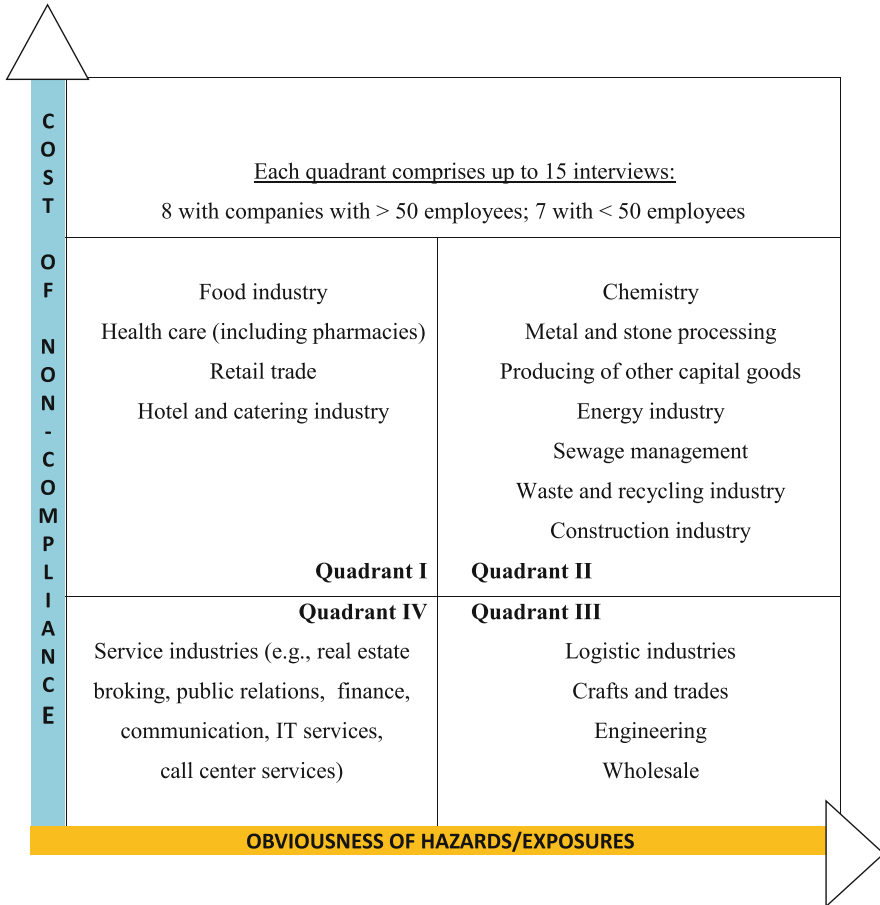 COST OF NON-COMPLIANCE
Each quadrant comprises up to 15 interviews:
8 with companies with > 50 employees; 7 with < 50 employees
Food industry
Health care (including pharmacies)
Retail trade
Hotel and catering industry
Quadrant I
Chemistry
Metal and stone processing
Producing of other capital goods
Energy industry
Sewage management
Waste and recycling industry
Construction industry
Quadrant II
Quadrant IV
Service industries (e.g., real estate
broking, public relations, finance,
communication, IT services,
call center services)
Quadrant III
Logistic industries
Crafts and trades
Engineering
Wholesale
OBVIOUSNESS OF HAZARDS/EXPOSURES